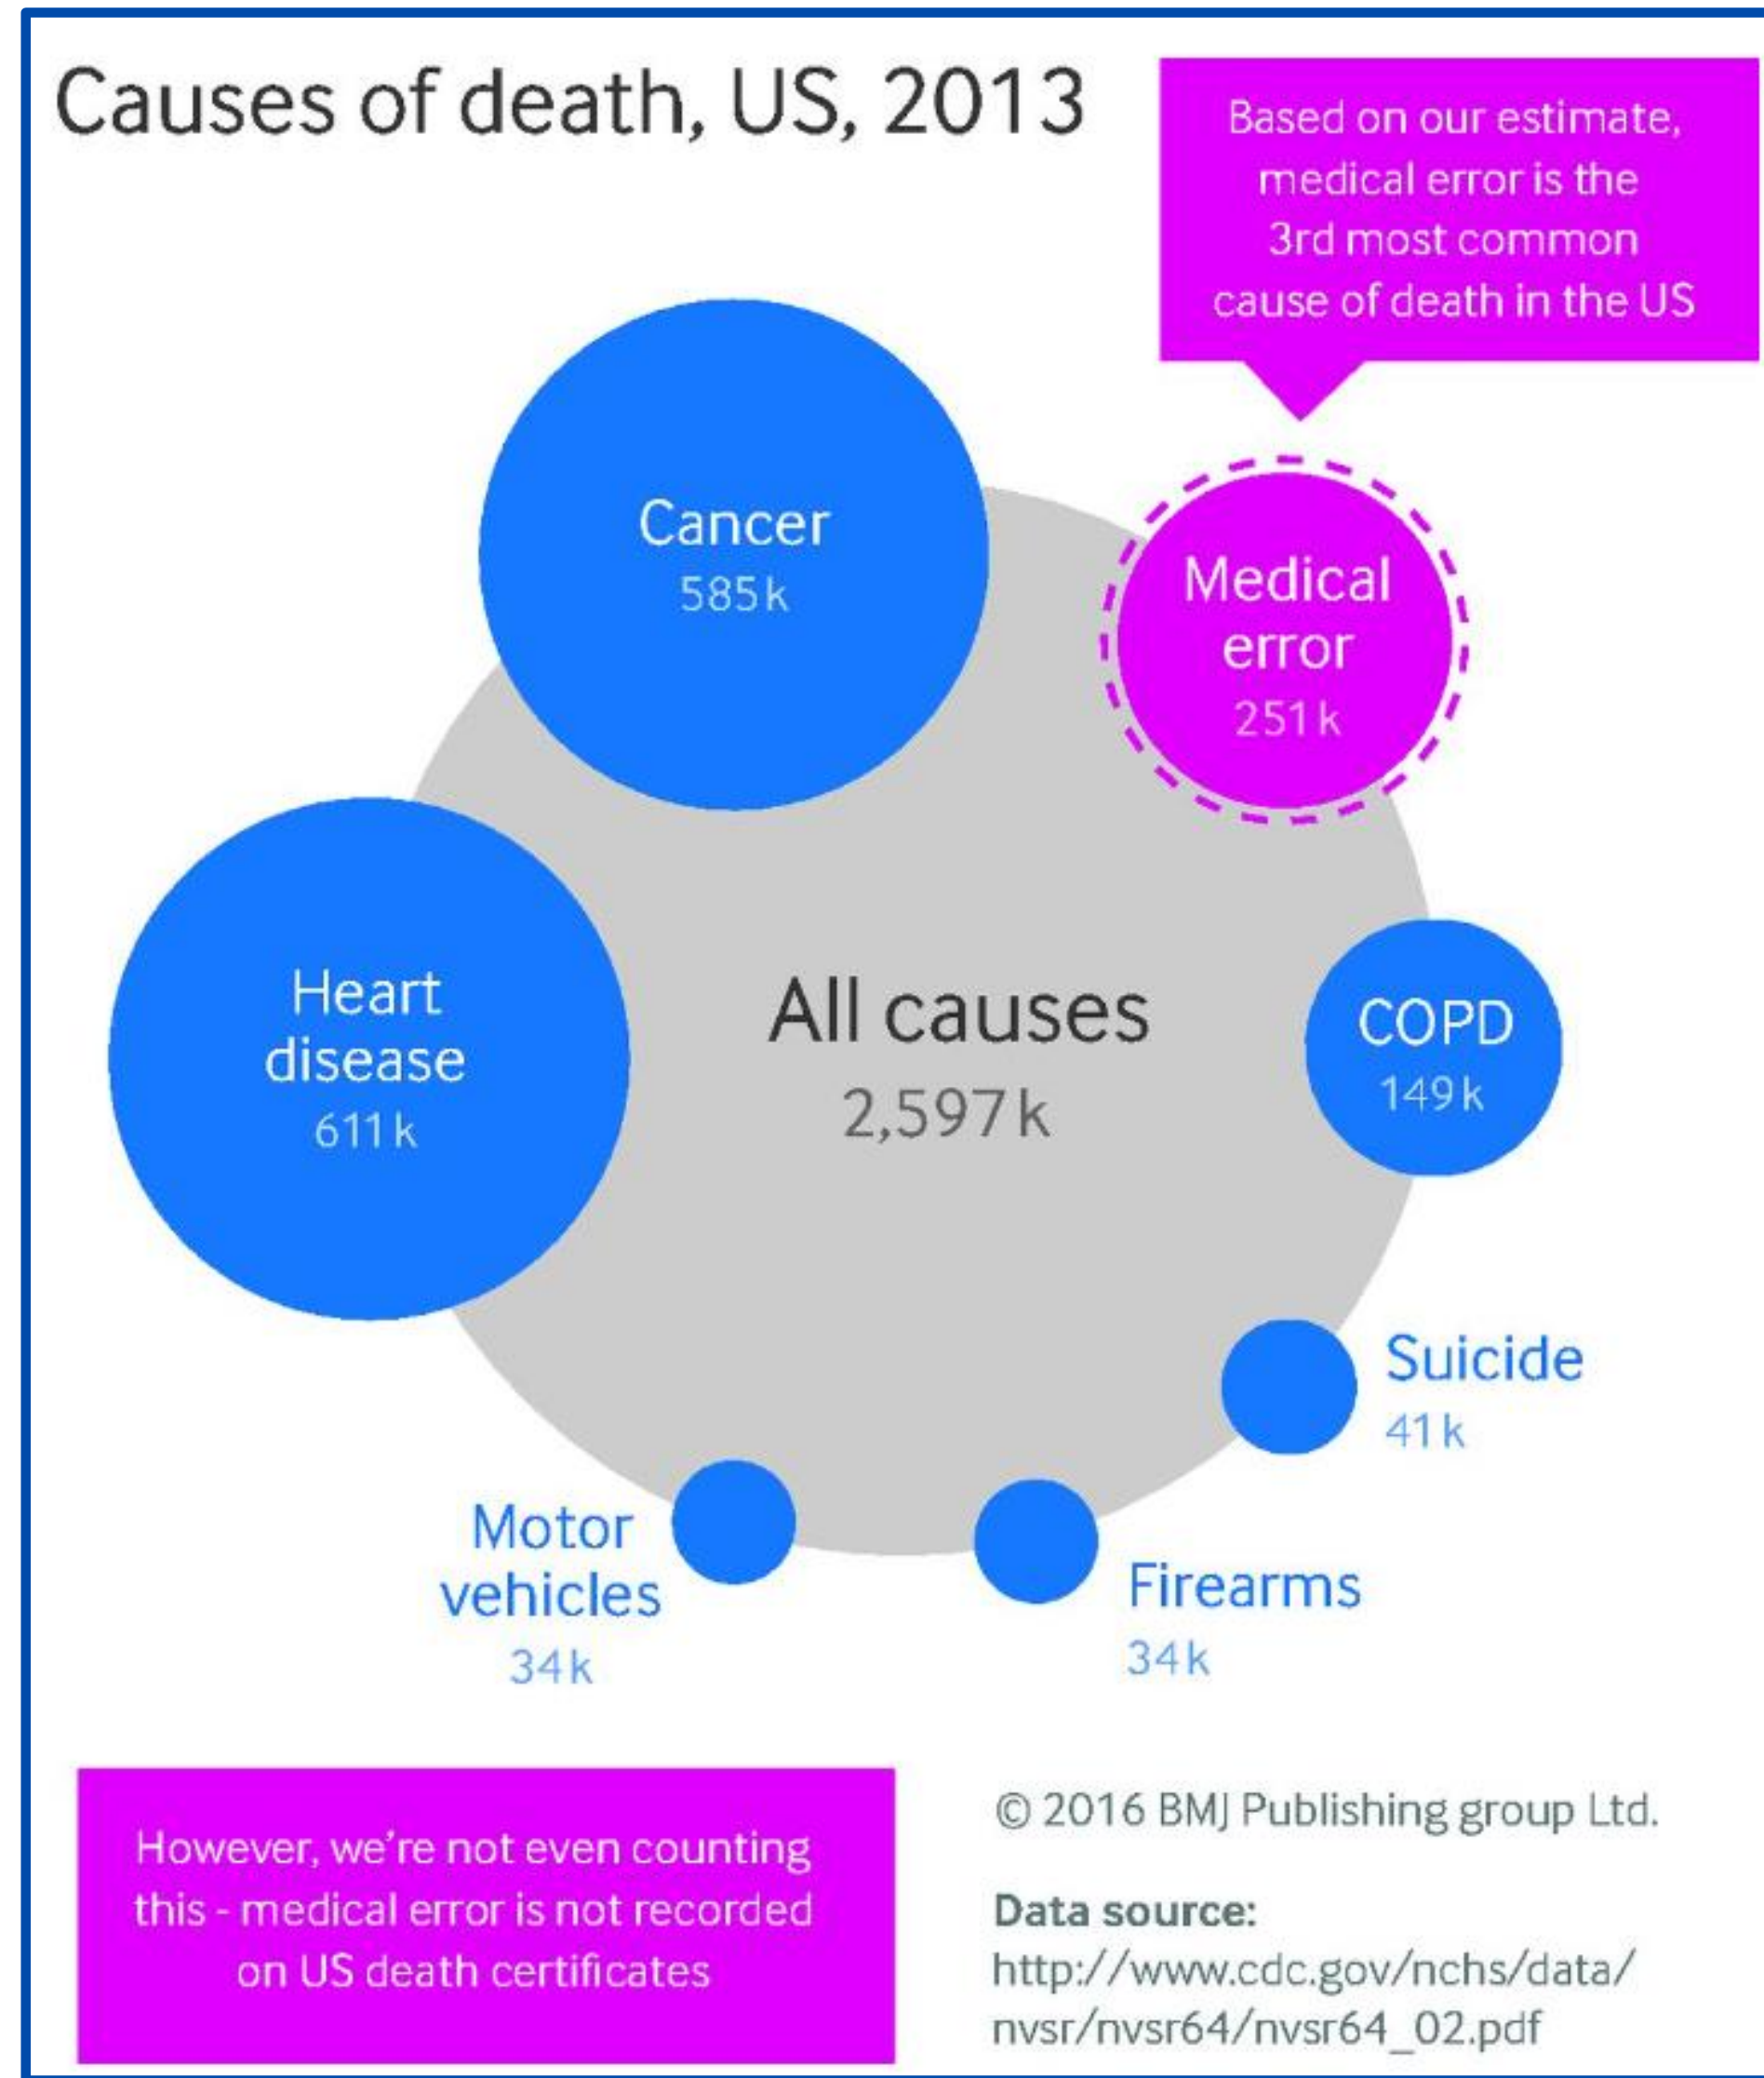 Causes of death, US, 2013
Based on our estimate,
medical error is the
3rd most common
cause of death in the US
Cancer
585k
Medical
error
251k
Heart
disease
611k
All causes
2,597k
COPD
149k
Suicide
41k
Motor
vehicles
34k
Firearms
34k
However, we're not even counting
this - medical error is not recorded
on US death certificates
© 2016 BMJ Publishing group Ltd.
Data source:
http://www.cdc.gov/nchs/data/
nvsr/nvsr64/nvsr64_02.pdf